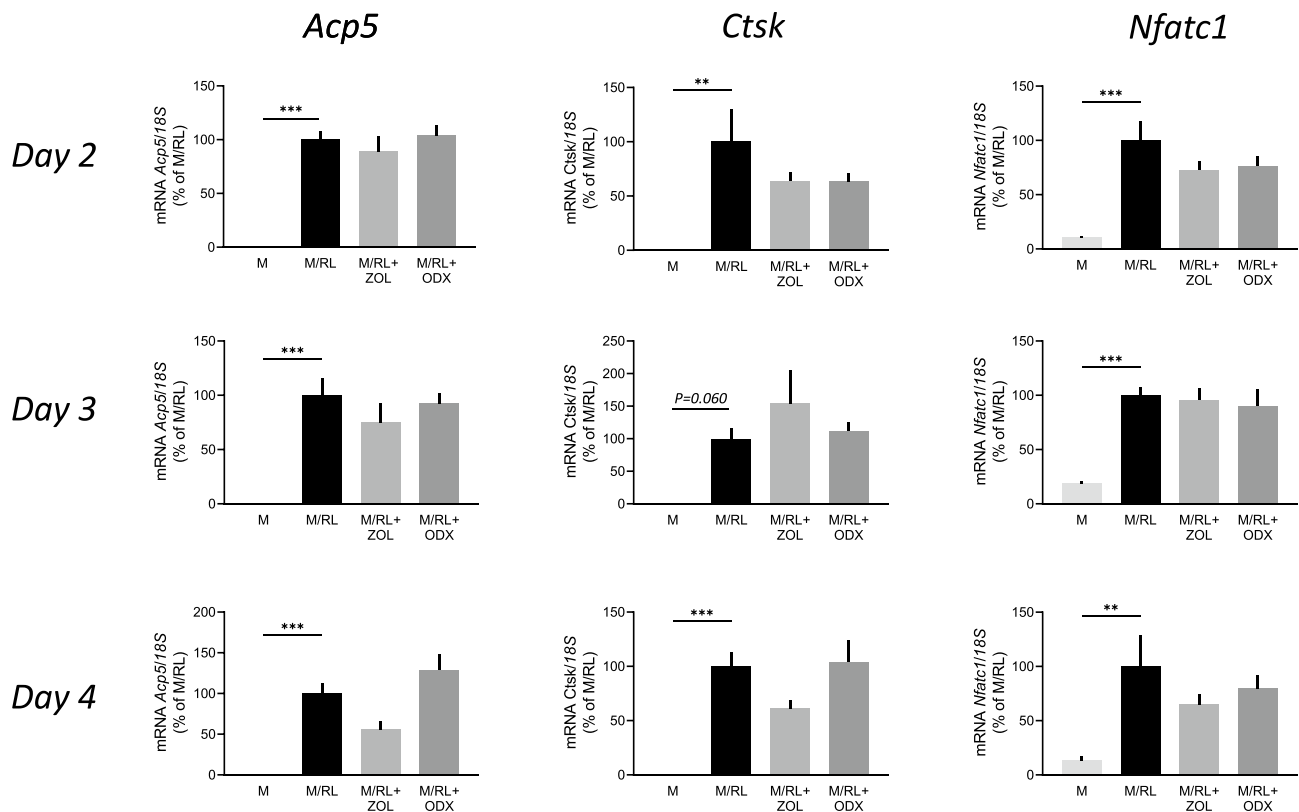 Acp5
Ctsk
Nfatc1
Day 2
mRNA Acp5/18S
(% of M/RL)
150
100
50
0
***
M
M/RL
M/RL+
ZOL
M/RL+
ODX
mRNA Ctsk/18S
(% of M/RL)
150
100
50
0
**
M
M/RL
M/RL+
ZOL
M/RL+
ODX
mRNA Nfatc1/18S
(% of M/RL)
150
100
50
0
***
M
M/RL
M/RL+
ZOL
M/RL+
ODX
Day 3
mRNA Acp5/18S
(% of M/RL)
150
100
50
0
***
M
M/RL
M/RL+
ZOL
M/RL+
ODX
mRNA Ctsk/18S
(% of M/RL)
250
200
150
100
50
0
P=0.060
M
M/RL
M/RL+
ZOL
M/RL+
ODX
mRNA Nfatc1/18S
(% of M/RL)
150
100
50
0
***
M
M/RL
M/RL+
ZOL
M/RL+
ODX
Day 4
mRNA Acp5/18S
(% of M/RL)
200
150
100
50
0
***
M
M/RL
M/RL+
ZOL
M/RL+
ODX
mRNA Ctsk/18S
(% of M/RL)
150
100
50
0
***
M
M/RL
M/RL+
ZOL
M/RL+
ODX
mRNA Nfatc1/18S
(% of M/RL)
150
100
50
0
**
M
M/RL
M/RL+
ZOL
M/RL+
ODX